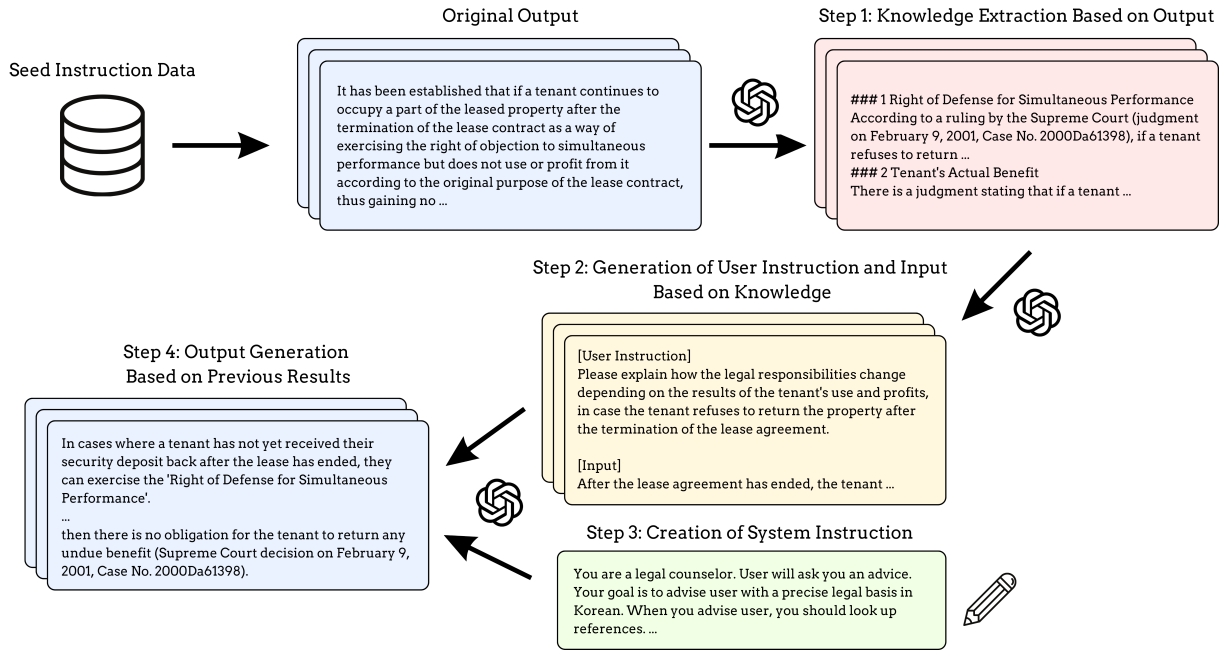 Original Output
Step 1: Knowledge Extraction Based on Output
Seed Instruction Data
It has been established that if a tenant continues to
occupy a part of the leased property after the
termination of the lease contract as a way of
exercising the right of objection to simultaneous
performance but does not use or profit from it
according to the original purpose of the lease contract,
thus gaining no ...
### 1 Right of Defense for Simultaneous Performance
According to a ruling by the Supreme Court (judgment
on February 9, 2001, Case No. 2000Da61398), if a tenant
refuses to return ...
### 2 Tenant's Actual Benefit
There is a judgment stating that if a tenant ...
Step 2: Generation of User Instruction and Input
Based on Knowledge
[User Instruction]
Please explain how the legal responsibilities change
depending on the results of the tenant's use and profits,
in case the tenant refuses to return the property after
the termination of the lease agreement.
[Input]
After the lease agreement has ended, the tenant ...
Step 3: Creation of System Instruction
You are a legal counselor. User will ask you an advice.
Your goal is to advise user with a precise legal basis in
Korean. When you advise user, you should look up
references. ...
Step 4: Output Generation
Based on Previous Results
In cases where a tenant has not yet received their
security deposit back after the lease has ended, they
can exercise the 'Right of Defense for Simultaneous
Performance'.
...
then there is no obligation for the tenant to return any
undue benefit (Supreme Court decision on February 9,
2001, Case No. 2000Da61398).